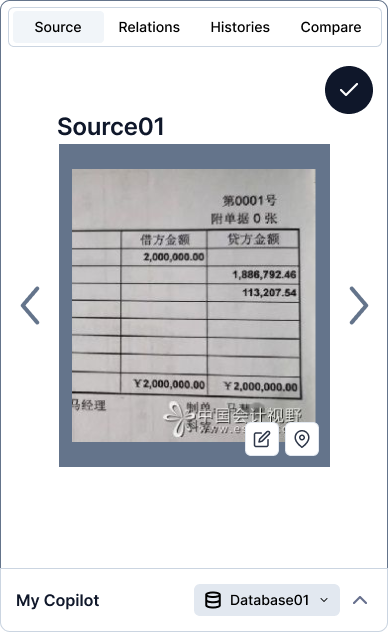 Source Relations Histories Compare
Source01
第0001号
附单据 0 张
借方金额 贷方金额
2,000,000.00
1,886,792.46
113,207.54
￥2,000,000.00 ￥2,000,000.00
马经理 制单
中国会计视野
My Copilot Database01